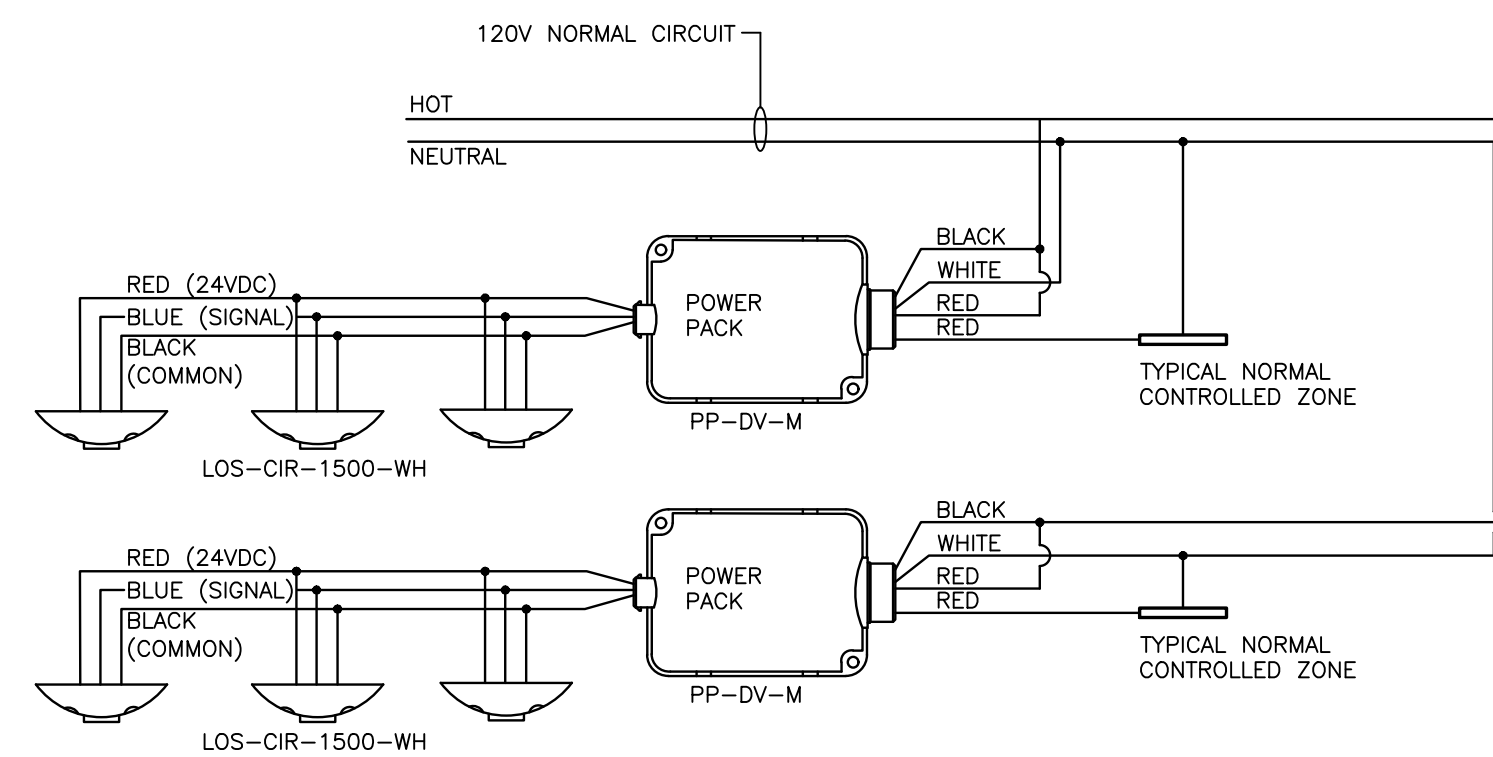 120V NORMAL CIRCUIT
HOT
NEUTRAL
RED (24VDC)
BLUE (SIGNAL)
BLACK
(COMMON)
LOS-CIR-1500-WH
POWER
PACK
PP-DV-M
BLACK
WHITE
RED
RED
TYPICAL NORMAL
CONTROLLED ZONE
RED (24VDC)
BLUE (SIGNAL)
BLACK
(COMMON)
LOS-CIR-1500-WH
POWER
PACK
PP-DV-M
BLACK
WHITE
RED
RED
TYPICAL NORMAL
CONTROLLED ZONE